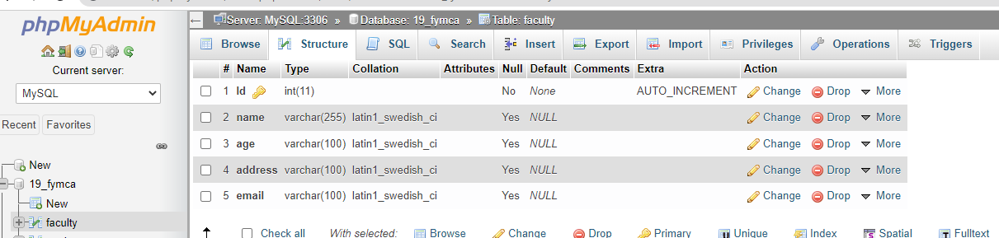 phpMyAdmin
Current server:
MySQL
Recent Favorites
New
19_fymca
New
faculty
Server: MySQL:3306 » Database: 19_fymca » Table: faculty
Browse Structure SQL Search Insert Export Import Privileges Operations Triggers
# Name Type Collation Attributes Null Default Comments Extra Action
1 Id int(11) No None AUTO_INCREMENT Change Drop More
2 name varchar(255) latin1_swedish_ci Yes NULL Change Drop More
3 age varchar(100) latin1_swedish_ci Yes NULL Change Drop More
4 address varchar(100) latin1_swedish_ci Yes NULL Change Drop More
5 email varchar(100) latin1_swedish_ci Yes NULL Change Drop More
Check all With selected: Browse Change Drop Primary Unique Index Spatial Fulltext